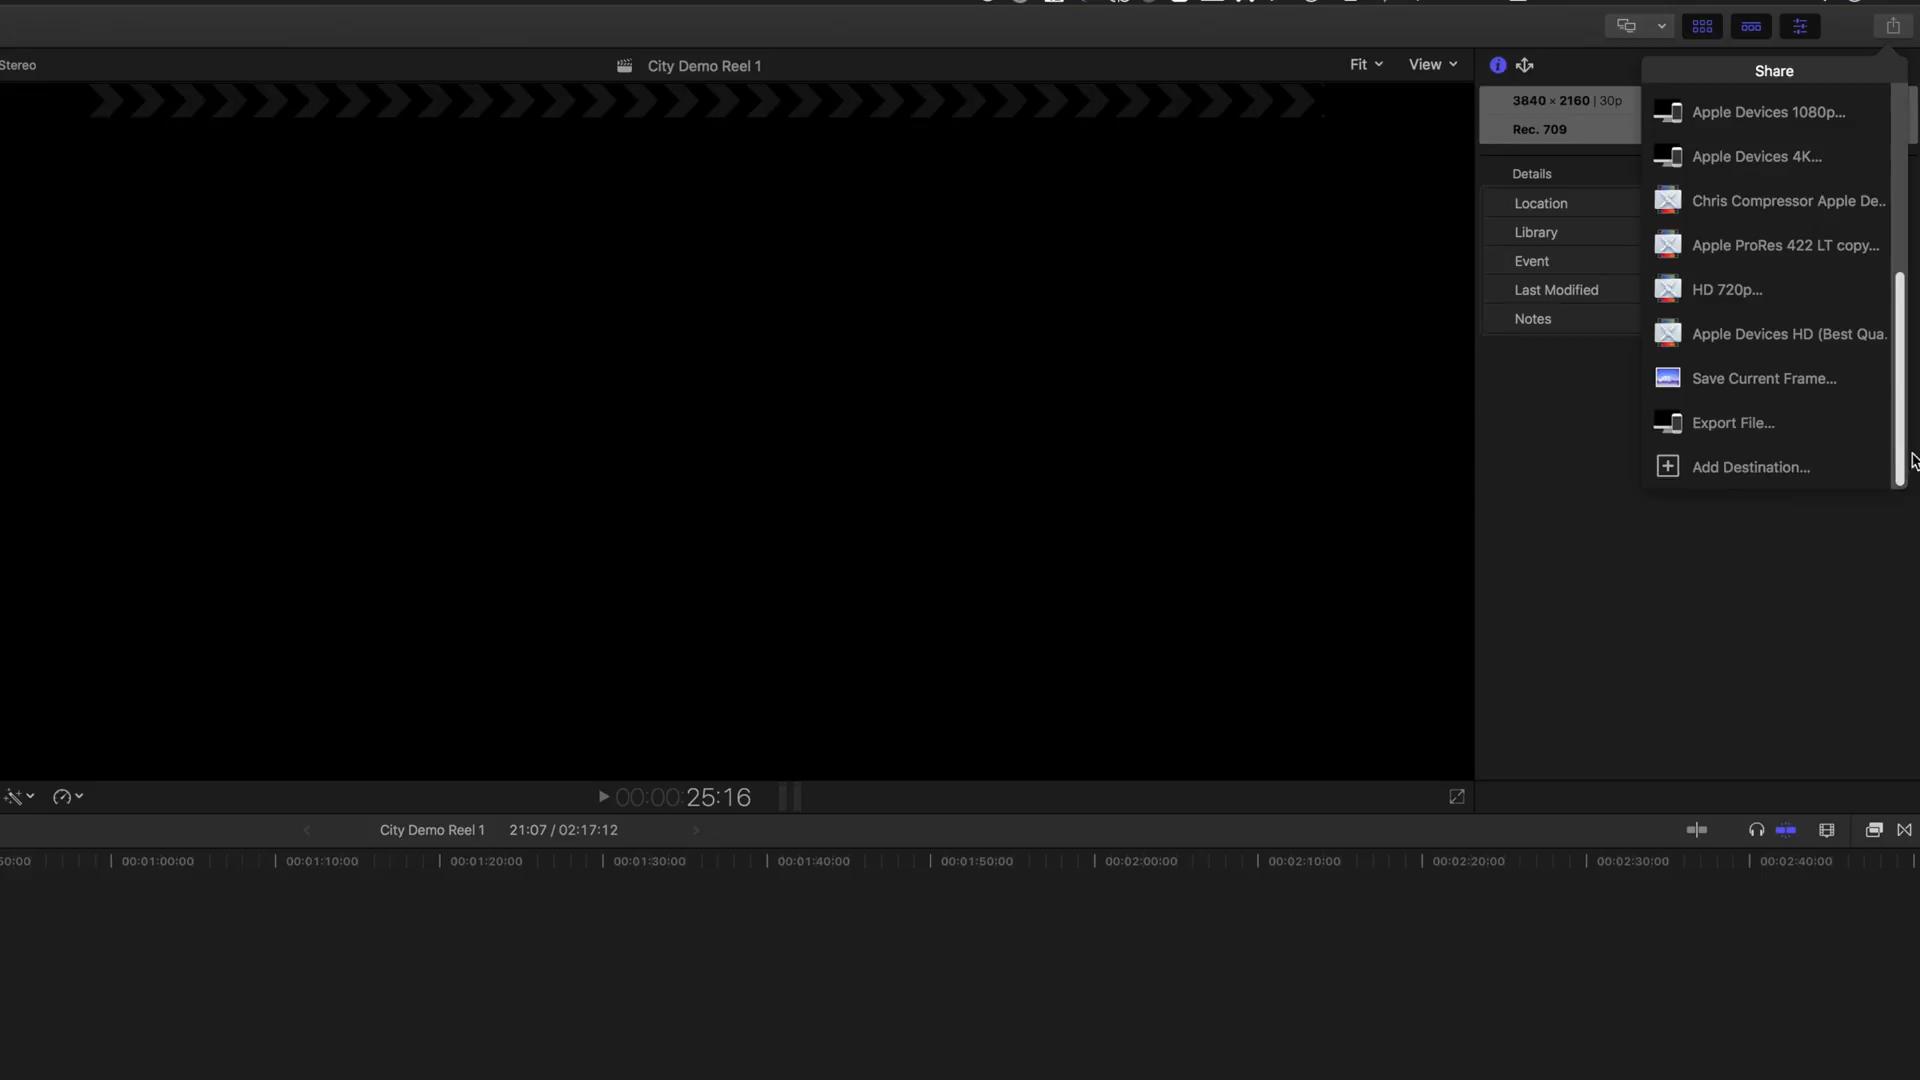 Stereo
City Demo Reel 1
Fit
View
Share
3840 × 2160 | 30p
Rec. 709
Details
Location
Library
Event
Last Modified
Notes
Apple Devices 1080p...
Apple Devices 4K...
Chris Compressor Apple De..
Apple ProRes 422 LT copy...
HD 720p...
Apple Devices HD (Best Qua.
Save Current Frame...
Export File...
Add Destination...
00:00:25:16
City Demo Reel 1
21:07 / 02:17:12
50:00
00:01:00:00
00:01:10:00
00:01:20:00
00:01:30:00
00:01:40:00
00:01:50:00
00:02:00:00
00:02:10:00
00:02:20:00
00:02:30:00
00:02:40:00